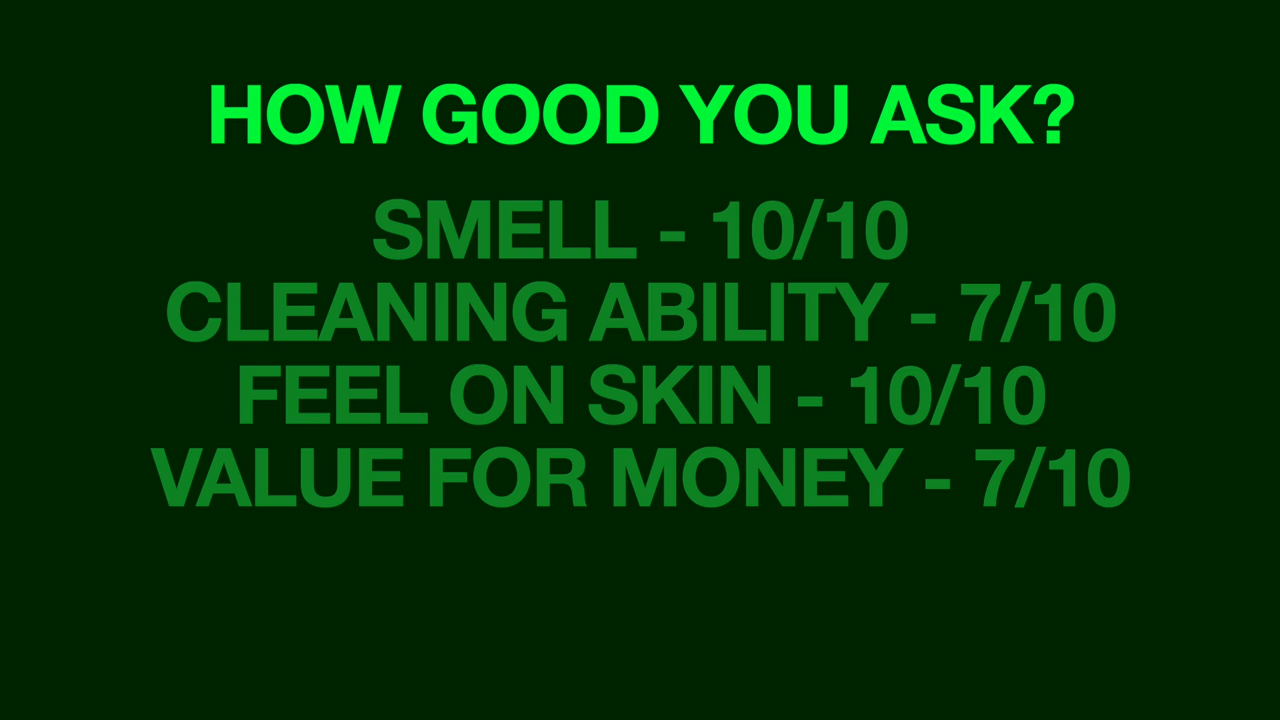 HOW GOOD YOU ASK?
SMELL - 10/10
CLEANING ABILITY - 7/10
FEEL ON SKIN - 10/10
VALUE FOR MONEY - 7/10